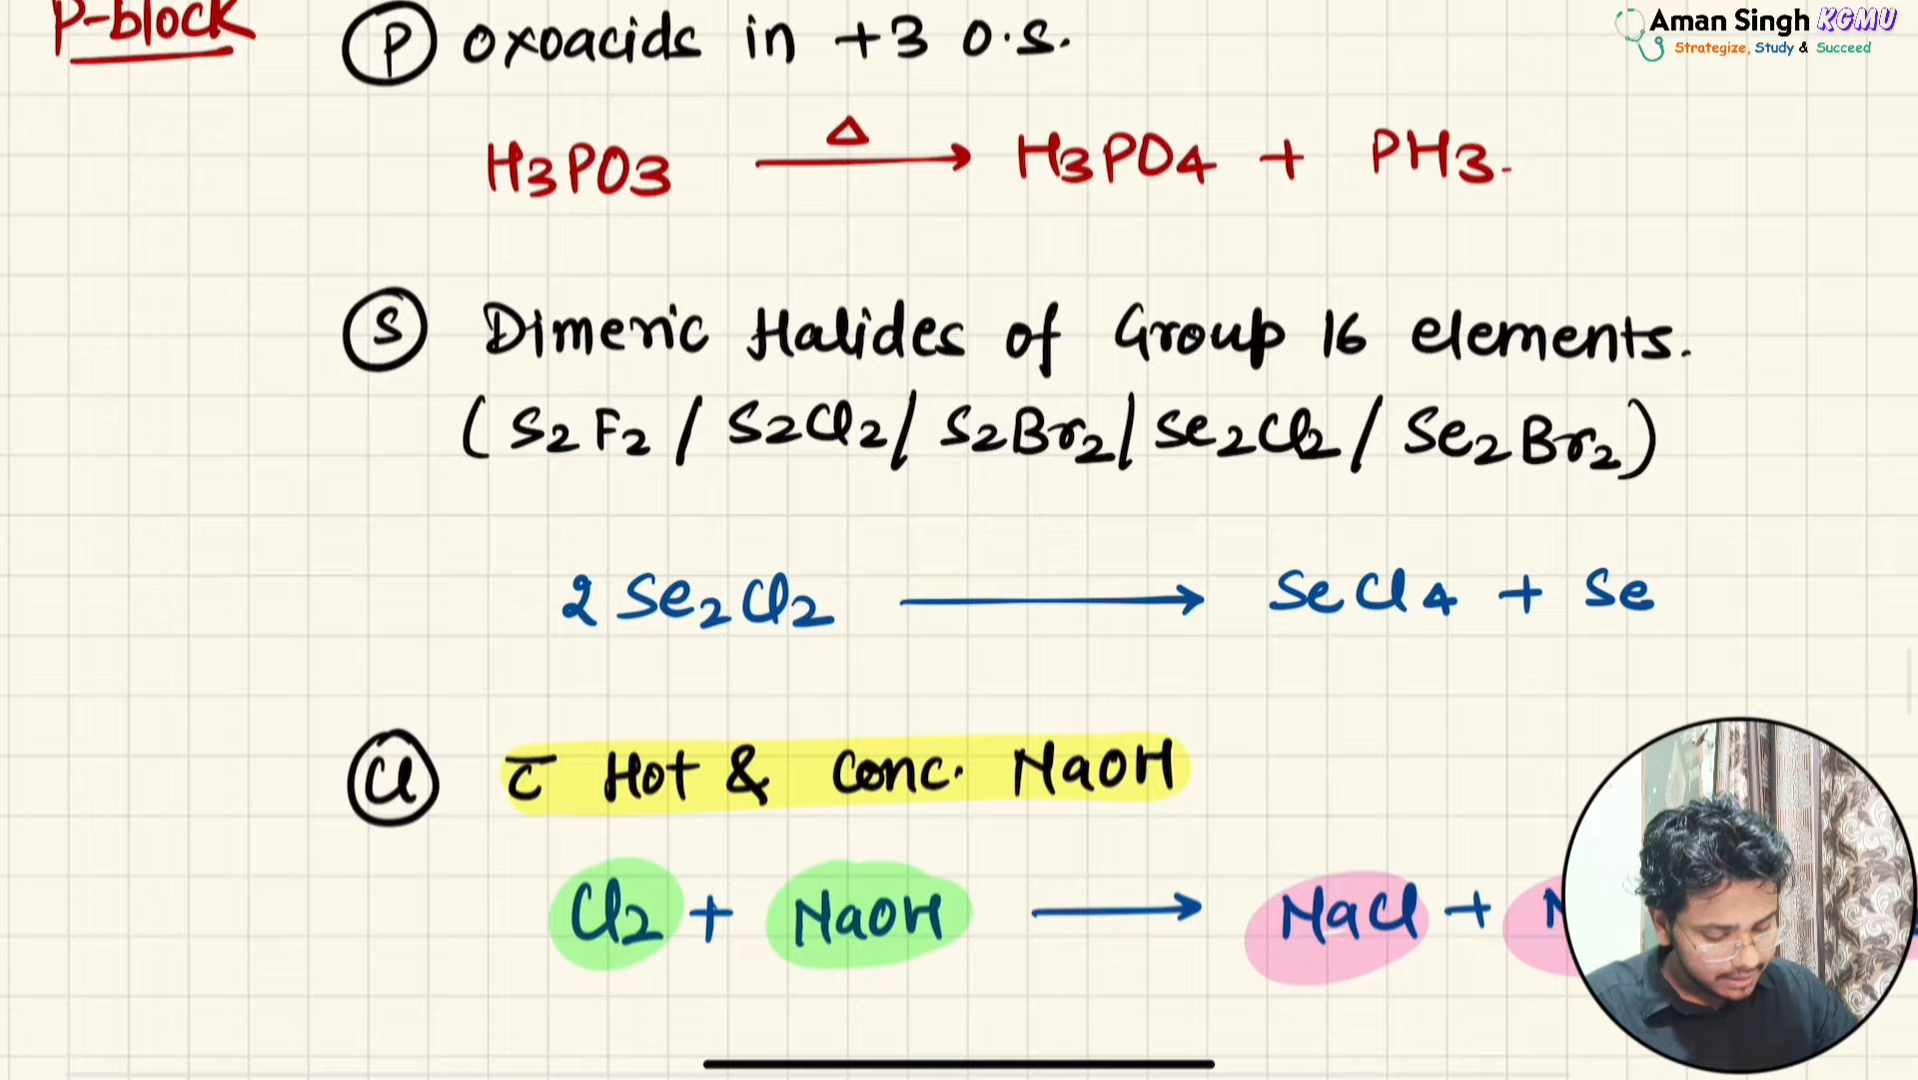 P-block
Aman Singh KGMU
Strategize, Study & Succeed
P oxoacids in +3 O.S.
H3PO3 Δ → H3PO4 + PH3.
S Dimeric Halides of Group 16 elements.
( S2F2 / S2Cl2 / S2Br2 / Se2Cl2 / Se2Br2 )
2 Se2Cl2 → SeCl4 + Se
Cl c̅ Hot & Conc. NaOH
Cl2 + NaOH → NaCl +